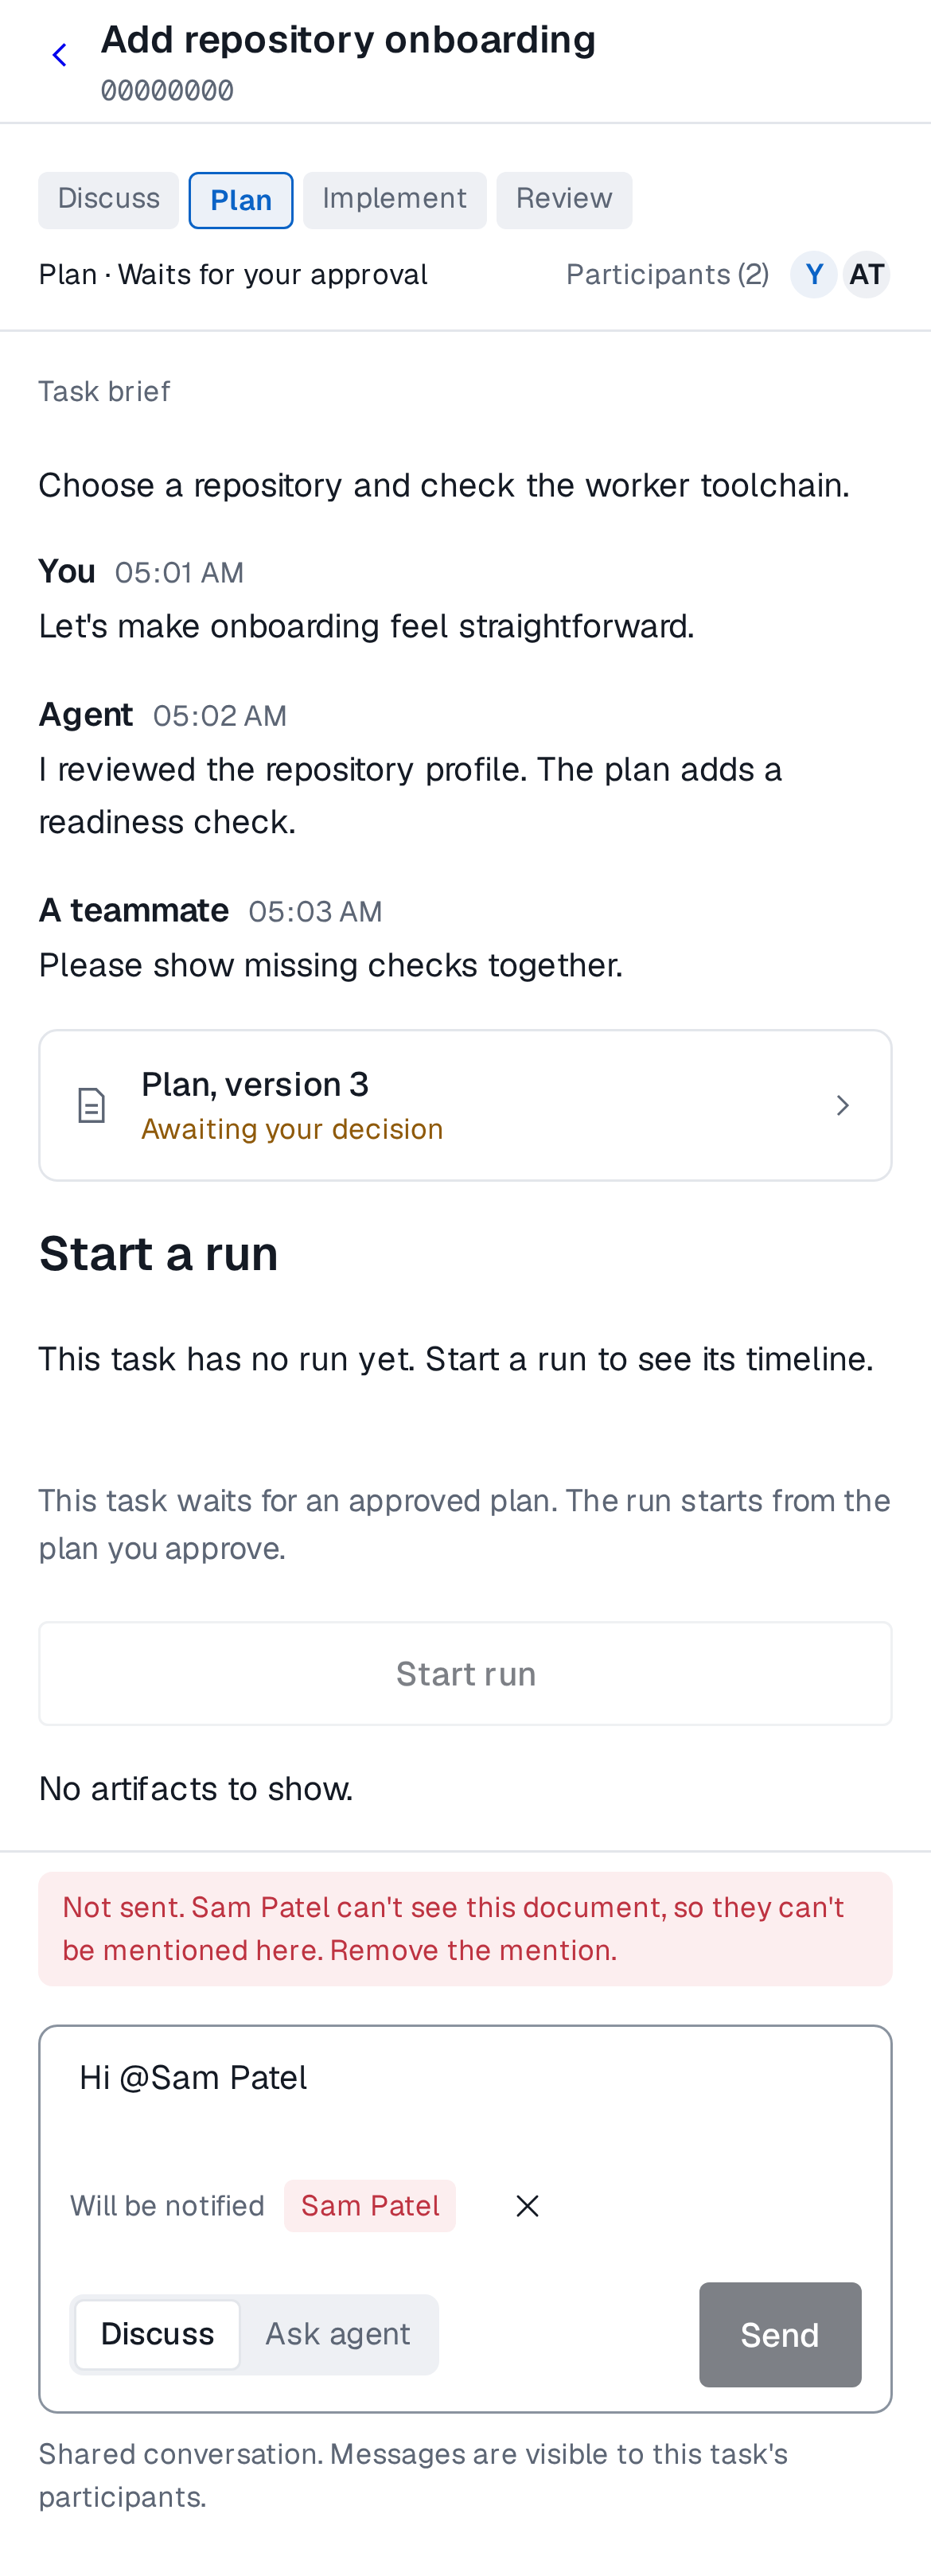 Add repository onboarding
00000000
Discuss Plan Implement Review
Plan · Waits for your approval Participants (2) Y AT
Task brief
Choose a repository and check the worker toolchain.
You 05:01 AM
Let's make onboarding feel straightforward.
Agent 05:02 AM
I reviewed the repository profile. The plan adds a
readiness check.
A teammate 05:03 AM
Please show missing checks together.
Plan, version 3
Awaiting your decision
Start a run
This task has no run yet. Start a run to see its timeline.
This task waits for an approved plan. The run starts from the
plan you approve.
Start run
No artifacts to show.
Not sent. Sam Patel can't see this document, so they can't
be mentioned here. Remove the mention.
Hi @Sam Patel
Will be notified Sam Patel
Discuss Ask agent Send
Shared conversation. Messages are visible to this task's
participants.